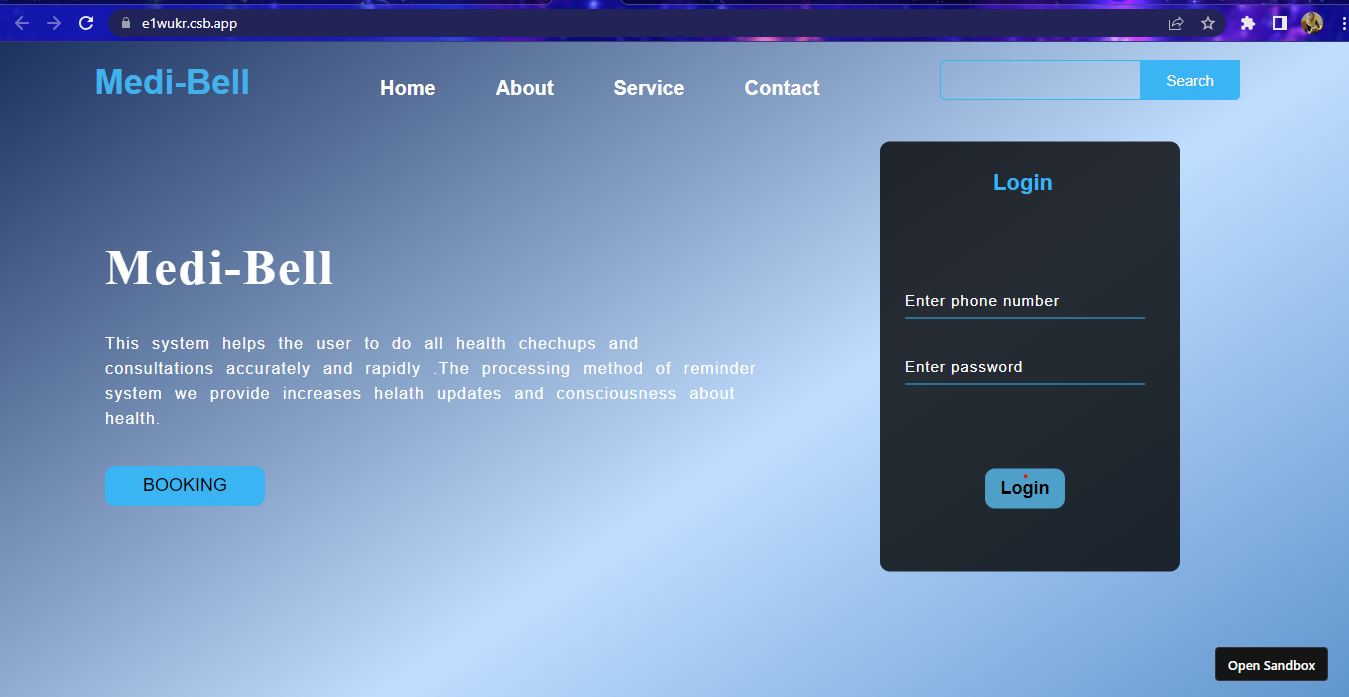 e1wukr.csb.app
Medi-Bell
Home About Service Contact
Search
Login
Medi-Bell
Enter phone number
This system helps the user to do all health chechups and
consultations accurately and rapidly .The processing method of reminder
system we provide increases helath updates and consciousness about
health.
Enter password
BOOKING
Login
Open Sandbox